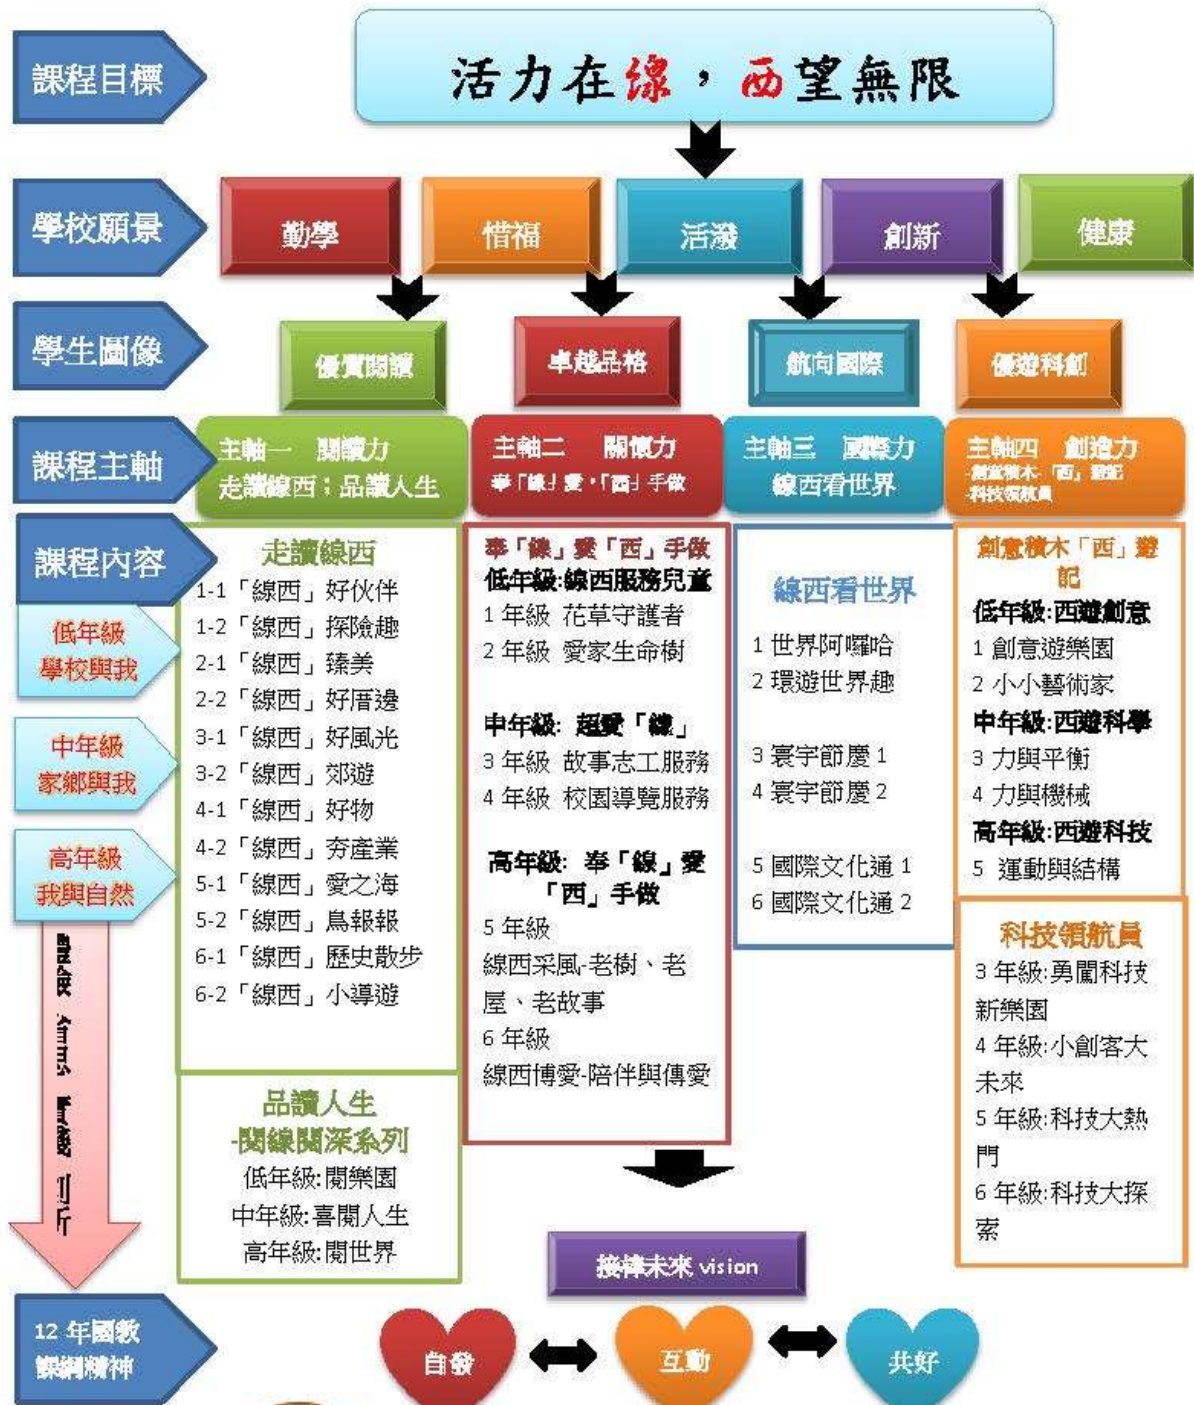 課程目標
活力在線，西望無限
學校願景
勤學
惜福
活潑
創新
健康
學生圖像
優質閱讀
卓越品格
航向國際
優遊科創
課程主軸
主軸一 閱讀力
走讀線西；品讀人生
主軸二 關懷力
牽「線」愛，「西」手做
主軸三 國際力
線西看世界
主軸四 創造力
-創意積木-「西」遊記
-科技領航員
課程內容
低年級
學校與我
中年級
家鄉與我
高年級
我與自然
走讀線西
1-1「線西」好伙伴
1-2「線西」探險趣
2-1「線西」臻美
2-2「線西」好厝邊
3-1「線西」好風光
3-2「線西」郊遊
4-1「線西」好物
4-2「線西」夯產業
5-1「線西」愛之海
5-2「線西」鳥報報
6-1「線西」歷史散步
6-2「線西」小導遊
品讀人生
-閱線閱深系列
低年級:閱樂園
中年級:喜閱人生
高年級:閱世界
牽「線」愛「西」手做
低年級:線西服務兒童
1 年級 花草守護者
2 年級 愛家生命樹
中年級: 超愛「線」
3 年級 故事志工服務
4 年級 校園導覽服務
高年級: 牽「線」愛
「西」手做
5 年級
線西采風-老樹、老
屋、老故事
6 年級
線西博愛-陪伴與傳愛
線西看世界
1 世界阿囉哈
2 環遊世界趣
3 寰宇節慶 1
4 寰宇節慶 2
5 國際文化通 1
6 國際文化通 2
創意積木「西」遊
記
低年級:西遊創意
1 創意遊樂園
2 小小藝術家
中年級:西遊科學
3 力與平衡
4 力與機械
高年級:西遊科技
5 運動與結構
科技領航員
3 年級:勇闖科技
新樂園
4 年級:小創客大
未來
5 年級:科技大熱
門
6 年級:科技大探
索
接軌未來 vision
12 年國教
課綱精神
自發
互動
共好